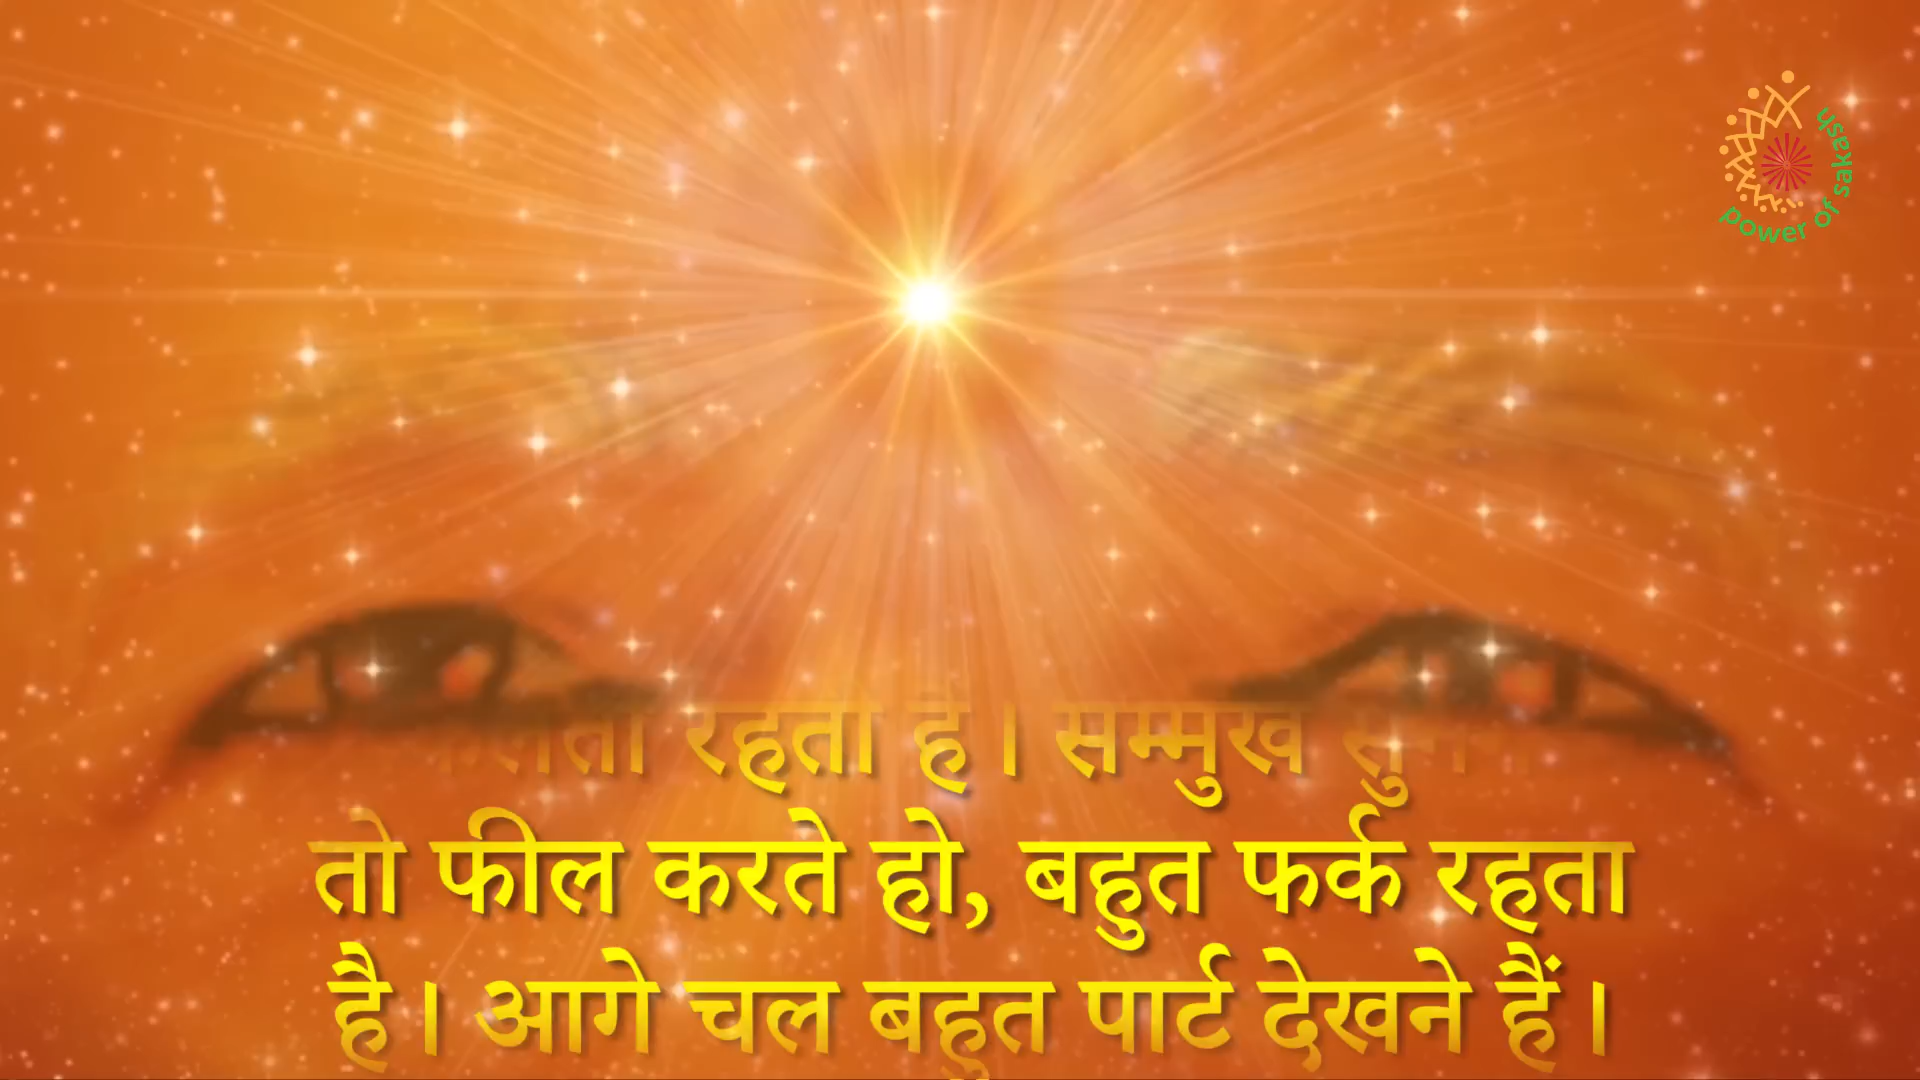 power of sakash
रहता है । सम्मुख
तो फील करते हो, बहुत फर्क रहता
है । आगे चल बहुत पार्ट देखने हैं ।